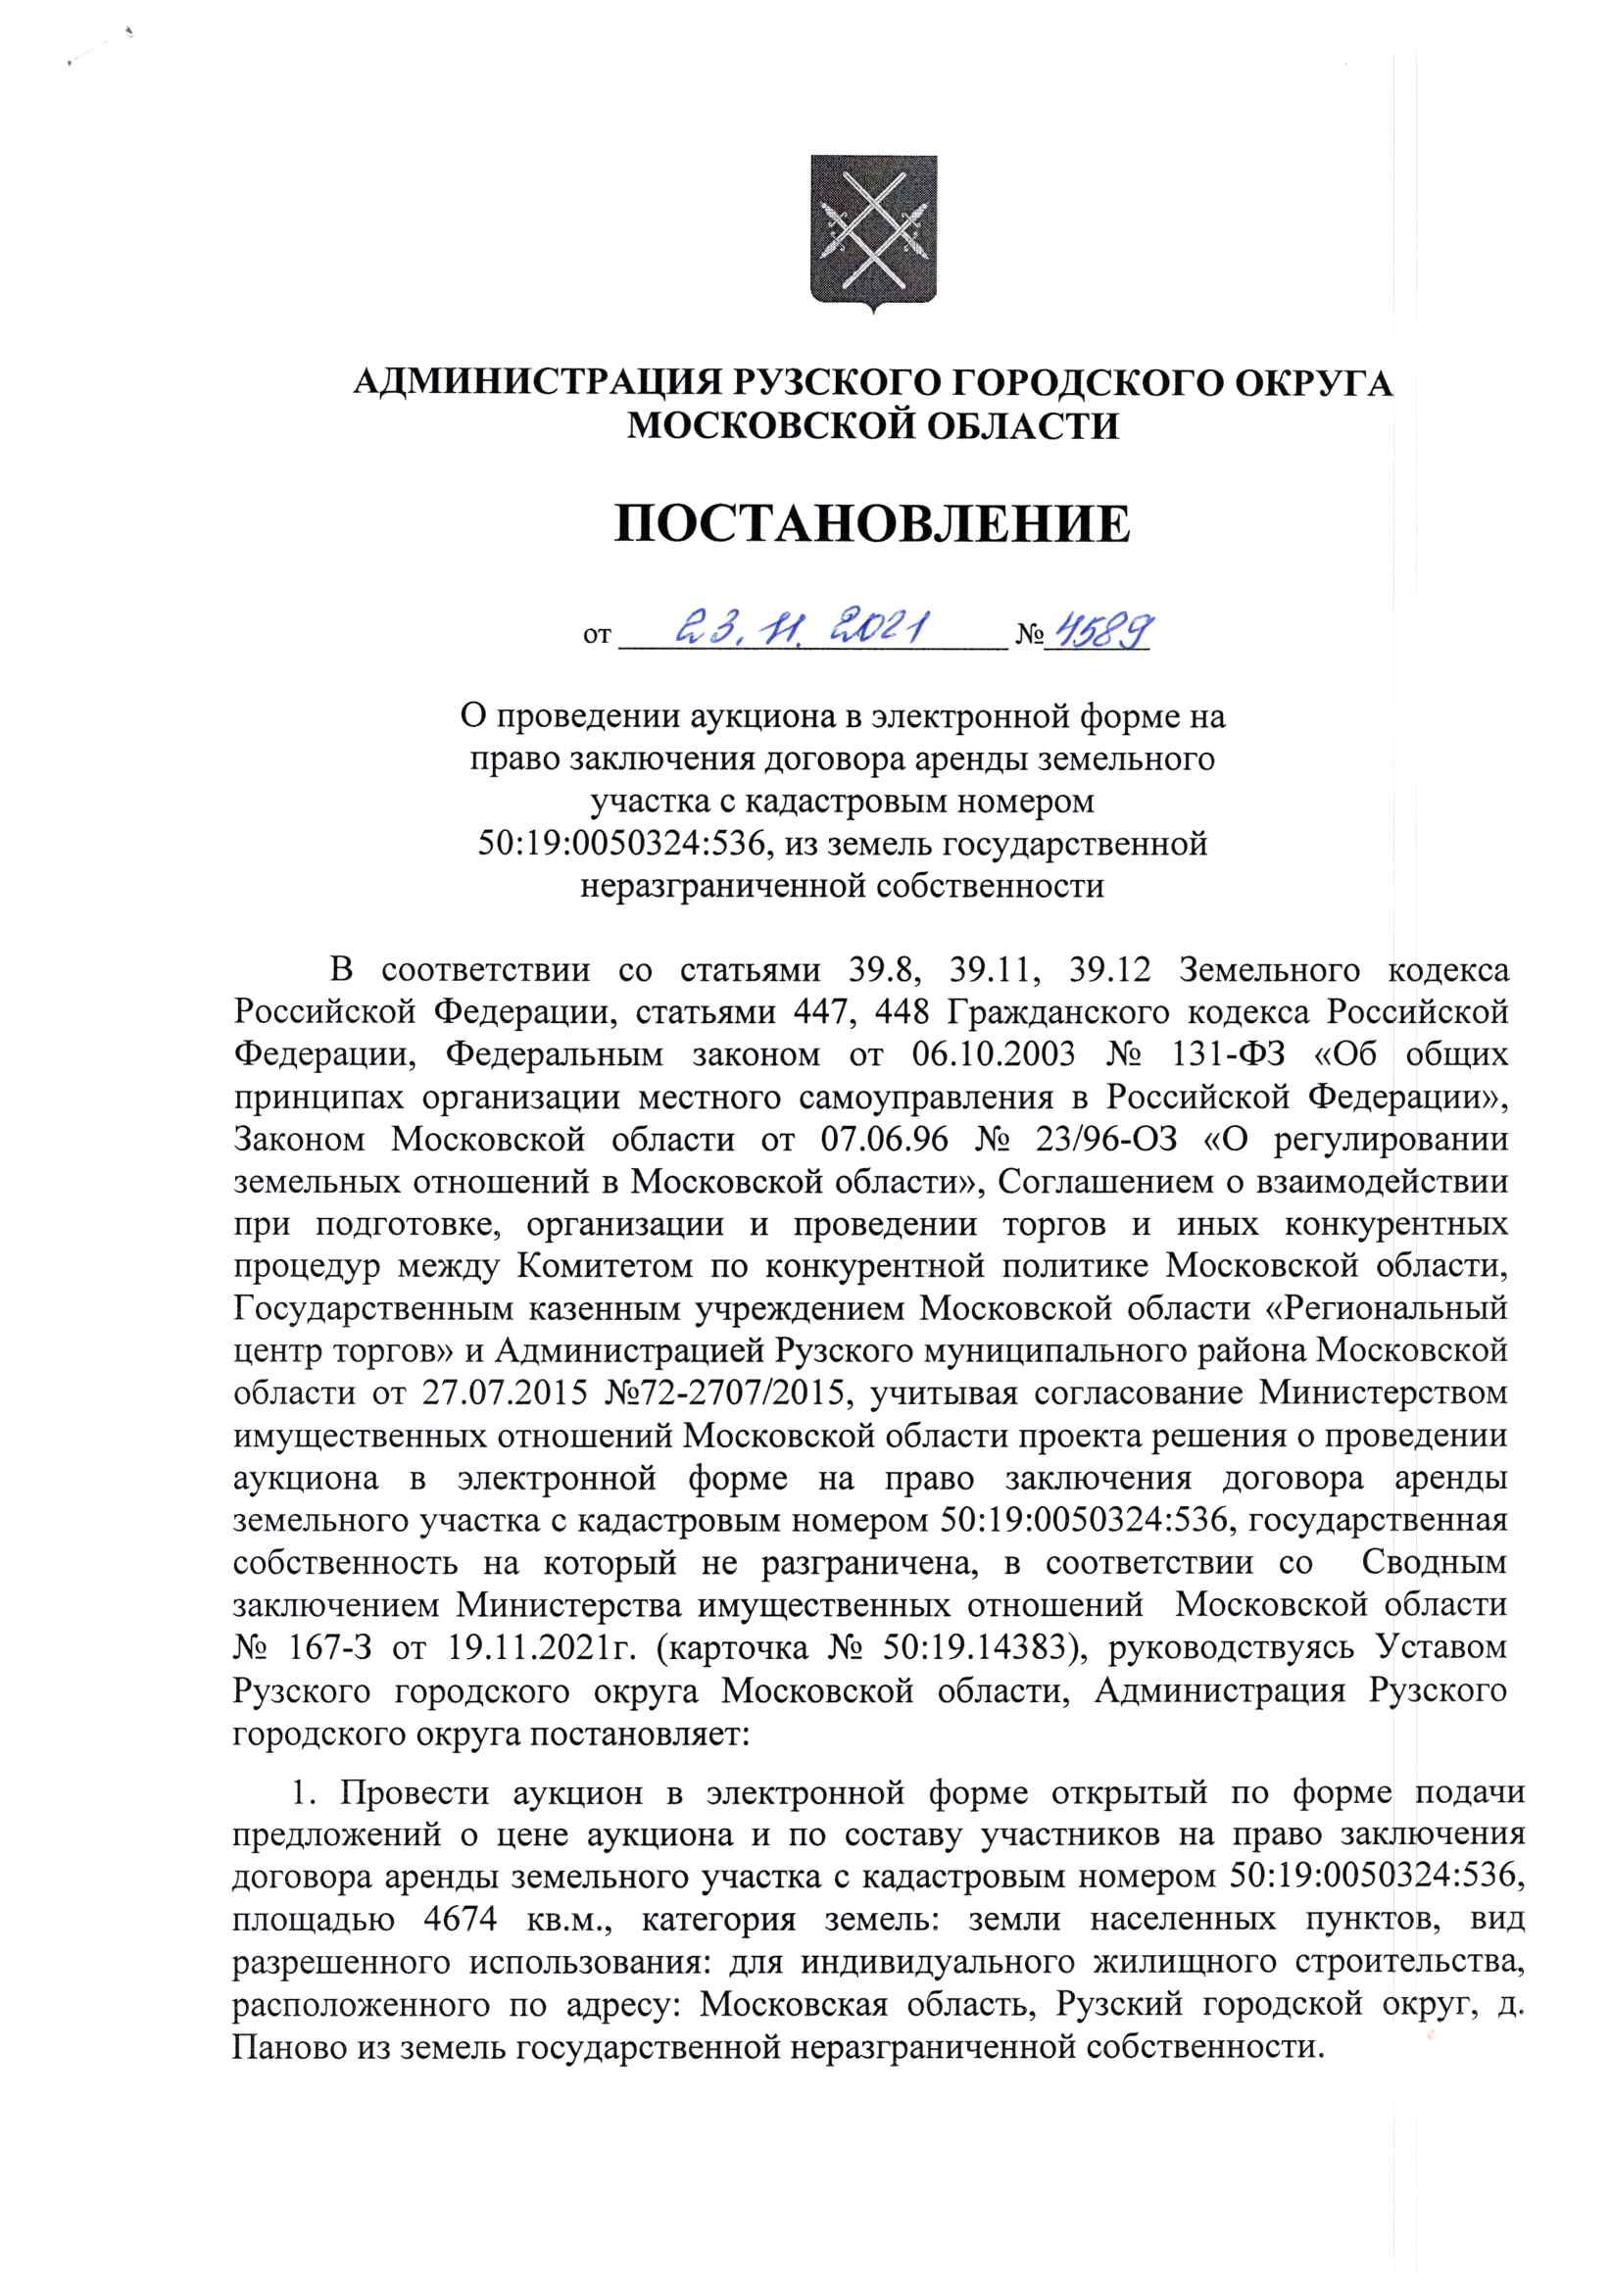 АДМИНИСТРАЦИЯ РУЗСКОГО ГОРОДСКОГО ОКРУГА
МОСКОВСКОЙ ОБЛАСТИ
ПОСТАНОВЛЕНИЕ
от 23.11.2021 № 4589
О проведении аукциона в электронной форме на
право заключения договора аренды земельного
участка с кадастровым номером
50:19:0050324:536, из земель государственной
неразграниченной собственности
В соответствии со статьями 39.8, 39.11, 39.12 Земельного кодекса
Российской Федерации, статьями 447, 448 Гражданского кодекса Российской
Федерации, Федеральным законом от 06.10.2003 № 131-ФЗ «Об общих
принципах организации местного самоуправления в Российской Федерации»,
Законом Московской области от 07.06.96 № 23/96-ОЗ «О регулировании
земельных отношений в Московской области», Соглашением о взаимодействии
при подготовке, организации и проведении торгов и иных конкурентных
процедур между Комитетом по конкурентной политике Московской области,
Государственным казенным учреждением Московской области «Региональный
центр торгов» и Администрацией Рузского муниципального района Московской
области от 27.07.2015 №72-2707/2015, учитывая согласование Министерством
имущественных отношений Московской области проекта решения о проведении
аукциона в электронной форме на право заключения договора аренды
земельного участка с кадастровым номером 50:19:0050324:536, государственная
собственность на который не разграничена, в соответствии со Сводным
заключением Министерства имущественных отношений Московской области
№ 167-З от 19.11.2021г. (карточка № 50:19.14383), руководствуясь Уставом
Рузского городского округа Московской области, Администрация Рузского
городского округа постановляет:
1. Провести аукцион в электронной форме открытый по форме подачи
предложений о цене аукциона и по составу участников на право заключения
договора аренды земельного участка с кадастровым номером 50:19:0050324:536,
площадью 4674 кв.м., категория земель: земли населенных пунктов, вид
разрешенного использования: для индивидуального жилищного строительства,
расположенного по адресу: Московская область, Рузский городской округ, д.
Паново из земель государственной неразграниченной собственности.